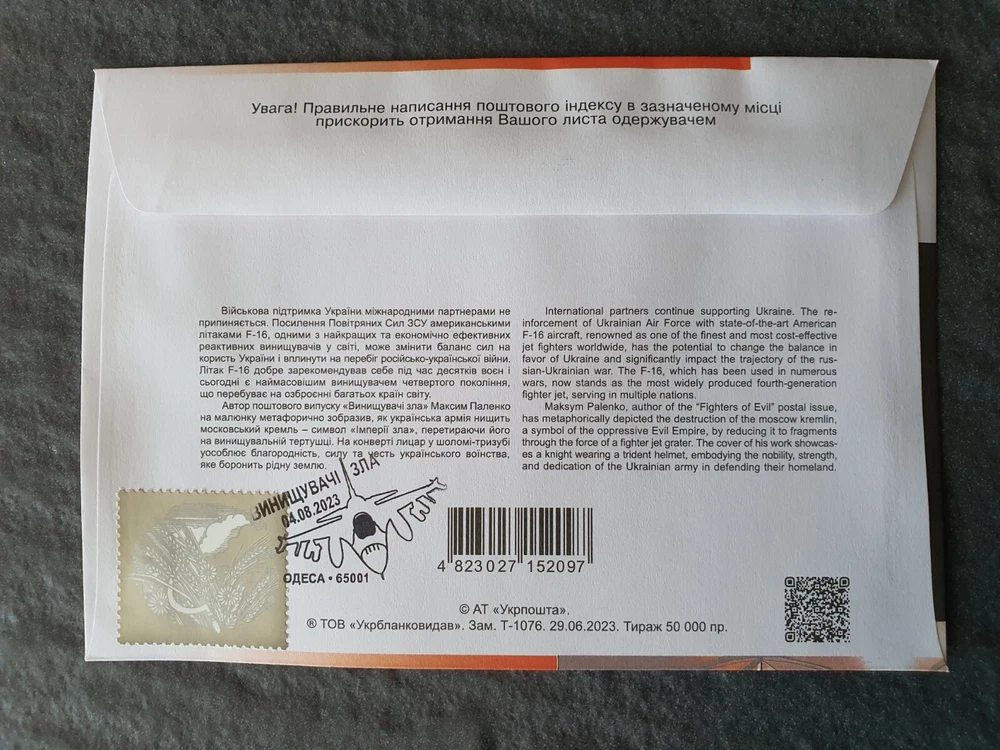 Увага! Правильне написання поштового індексу в зазначеному місці
прискорить отримання Вашого листа одержувачем
Військова підтримка України міжнародними партнерами не
припиняється. Посилення Повітряних Сил ЗСУ американськими
літаками F-16, одними з найкращих та економічно ефективних
реактивних винищувачів у світі, може змінити баланс сил на
користь України і вплинути на перебіг російсько-української війни.
Літак F-16 добре зарекомендував себе під час десятків воєн і
сьогодні є наймасовішим винищувачем четвертого покоління,
що перебуває на озброєнні багатьох країн світу.
Автор поштового випуску «Винищувачі зла» Максим Паленко
на малюнку метафорично зобразив, як українська армія нищить
московський кремль – символ «Імперії зла», перетираючи його
на винищувальній тертушці. На конверті лицар у шоломі-тризубі
уособлює благородність, силу та честь українського воїнства,
яке боронить рідну землю.
International partners continue supporting Ukraine. The re-
inforcement of Ukrainian Air Force with state-of-the-art American
F-16 aircraft, renowned as one of the finest and most cost-effective
jet fighters worldwide, has the potential to change the balance in
favor of Ukraine and significantly impact the trajectory of the rus-
sian-Ukrainian war. The F-16, which has been used in numerous
wars, now stands as the most widely produced fourth-generation
fighter jet, serving in multiple nations.
Maksym Palenko, author of the “Fighters of Evil” postal issue,
has metaphorically depicted the destruction of the moscow kremlin,
a symbol of the oppressive Evil Empire, by reducing it to fragments
through the force of a fighter jet grater. The cover of his work showcas-
es a knight wearing a trident helmet, embodying the nobility, strength,
and dedication of the Ukrainian army in defending their homeland.
ВИНИЩУВАЧІ ЗЛА
04.08.2023
ОДЕСА • 65001
4 823027 152097
© АТ «Укрпошта».
® ТОВ «Укрбланковидав». Зам. Т-1076. 29.06.2023. Тираж 50 000 пр.